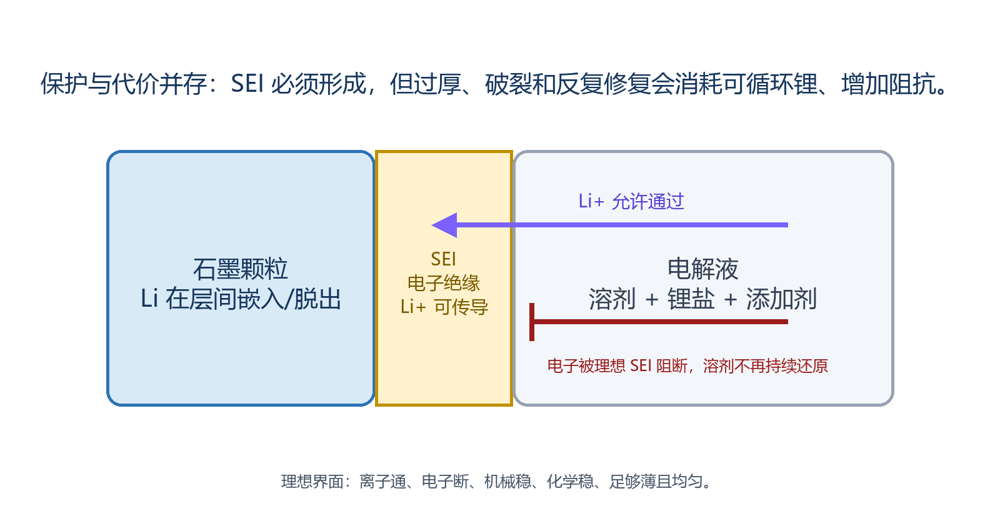 保护与代价并存：SEI 必须形成，但过厚、破裂和反复修复会消耗可循环锂、增加阻抗。
石墨颗粒
Li 在层间嵌入/脱出
SEI
电子绝缘
Li+ 可传导
Li+ 允许通过
电解液
溶剂 + 锂盐 + 添加剂
电子被理想 SEI 阻断，溶剂不再持续还原
理想界面：离子通、电子断、机械稳、化学稳、足够薄且均匀。